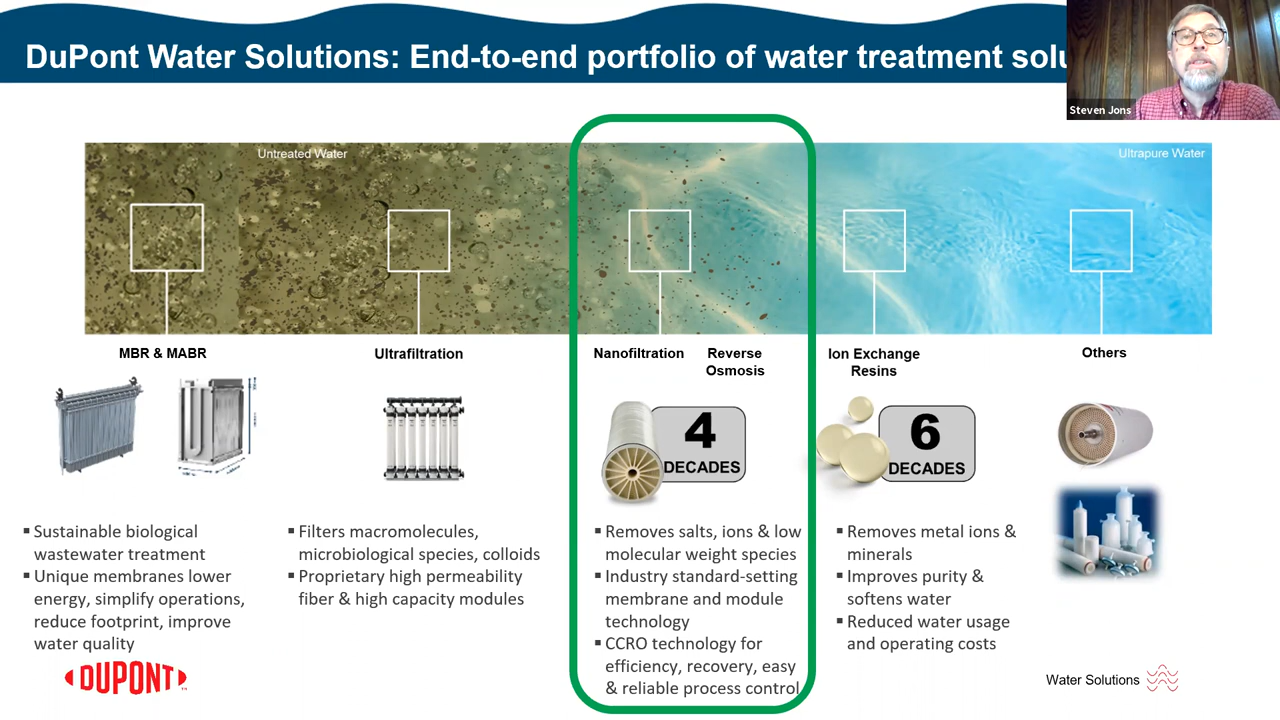 DuPont Water Solutions: End-to-end portfolio of water treatment
Steven Jons
Untreated Water
Ultrapure Water
MBR & MABR
Ultrafiltration
Nanofiltration
Reverse
Osmosis
Ion Exchange
Resins
Others
4
DECADES
6
DECADES
▪ Sustainable biological
wastewater treatment
▪ Unique membranes lower
energy, simplify operations,
reduce footprint, improve
water quality
▪ Filters macromolecules,
microbiological species, colloids
▪ Proprietary high permeability
fiber & high capacity modules
▪ Removes salts, ions & low
molecular weight species
▪ Industry standard-setting
membrane and module
technology
▪ CCRO technology for
efficiency, recovery, easy
& reliable process control
▪ Removes metal ions &
minerals
▪ Improves purity &
softens water
▪ Reduced water usage
and operating costs
DUPONT™
Water Solutions